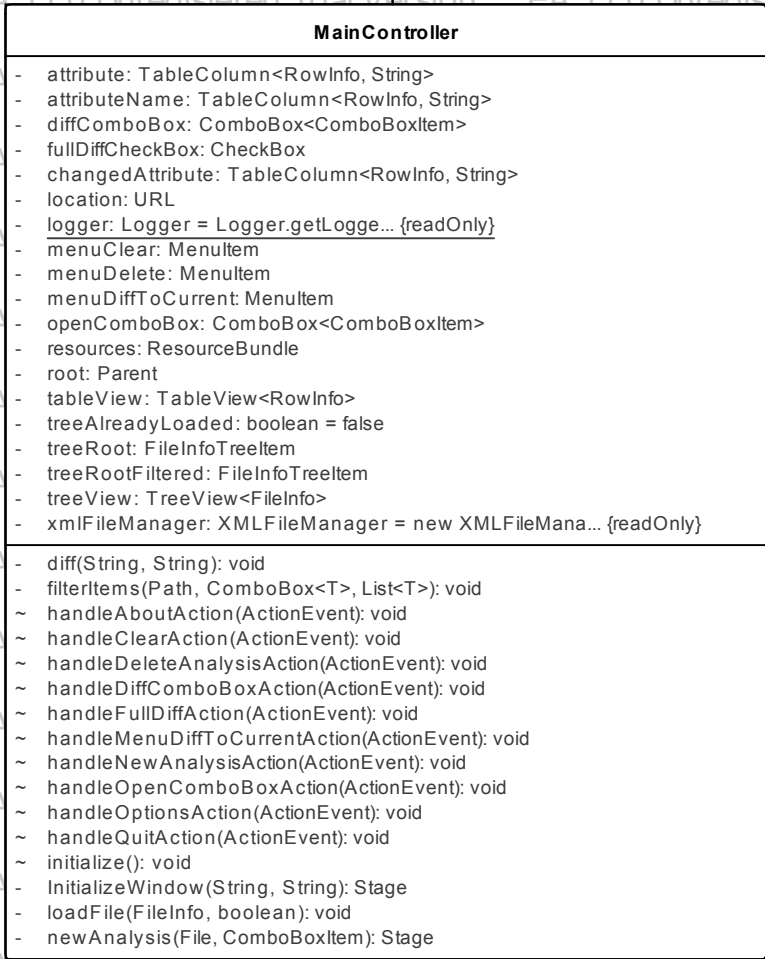 MainController
- attribute: TableColumn<RowInfo, String>
- attributeName: TableColumn<RowInfo, String>
- diffComboBox: ComboBox<ComboBoxItem>
- fullDiffCheckBox: CheckBox
- changedAttribute: TableColumn<RowInfo, String>
- location: URL
- logger: Logger = Logger.getLogge... {readOnly}
- menuClear: MenuItem
- menuDelete: MenuItem
- menuDiffToCurrent: MenuItem
- openComboBox: ComboBox<ComboBoxItem>
- resources: ResourceBundle
- root: Parent
- tableView: TableView<RowInfo>
- treeAlreadyLoaded: boolean = false
- treeRoot: FileInfoTreeItem
- treeRootFiltered: FileInfoTreeItem
- treeView: TreeView<FileInfo>
- xmlFileManager: XMLFileManager = new XMLFileMana... {readOnly}
- diff(String, String): void
- filterItems(Path, ComboBox<T>, List<T>): void
~ handleAboutAction(ActionEvent): void
~ handleClearAction(ActionEvent): void
~ handleDeleteAnalysisAction(ActionEvent): void
~ handleDiffComboBoxAction(ActionEvent): void
~ handleFullDiffAction(ActionEvent): void
~ handleMenuDiffToCurrentAction(ActionEvent): void
~ handleNewAnalysisAction(ActionEvent): void
~ handleOpenComboBoxAction(ActionEvent): void
~ handleOptionsAction(ActionEvent): void
~ handleQuitAction(ActionEvent): void
~ initialize(): void
- InitializeWindow(String, String): Stage
- loadFile(FileInfo, boolean): void
- newAnalysis(File, ComboBoxItem): Stage